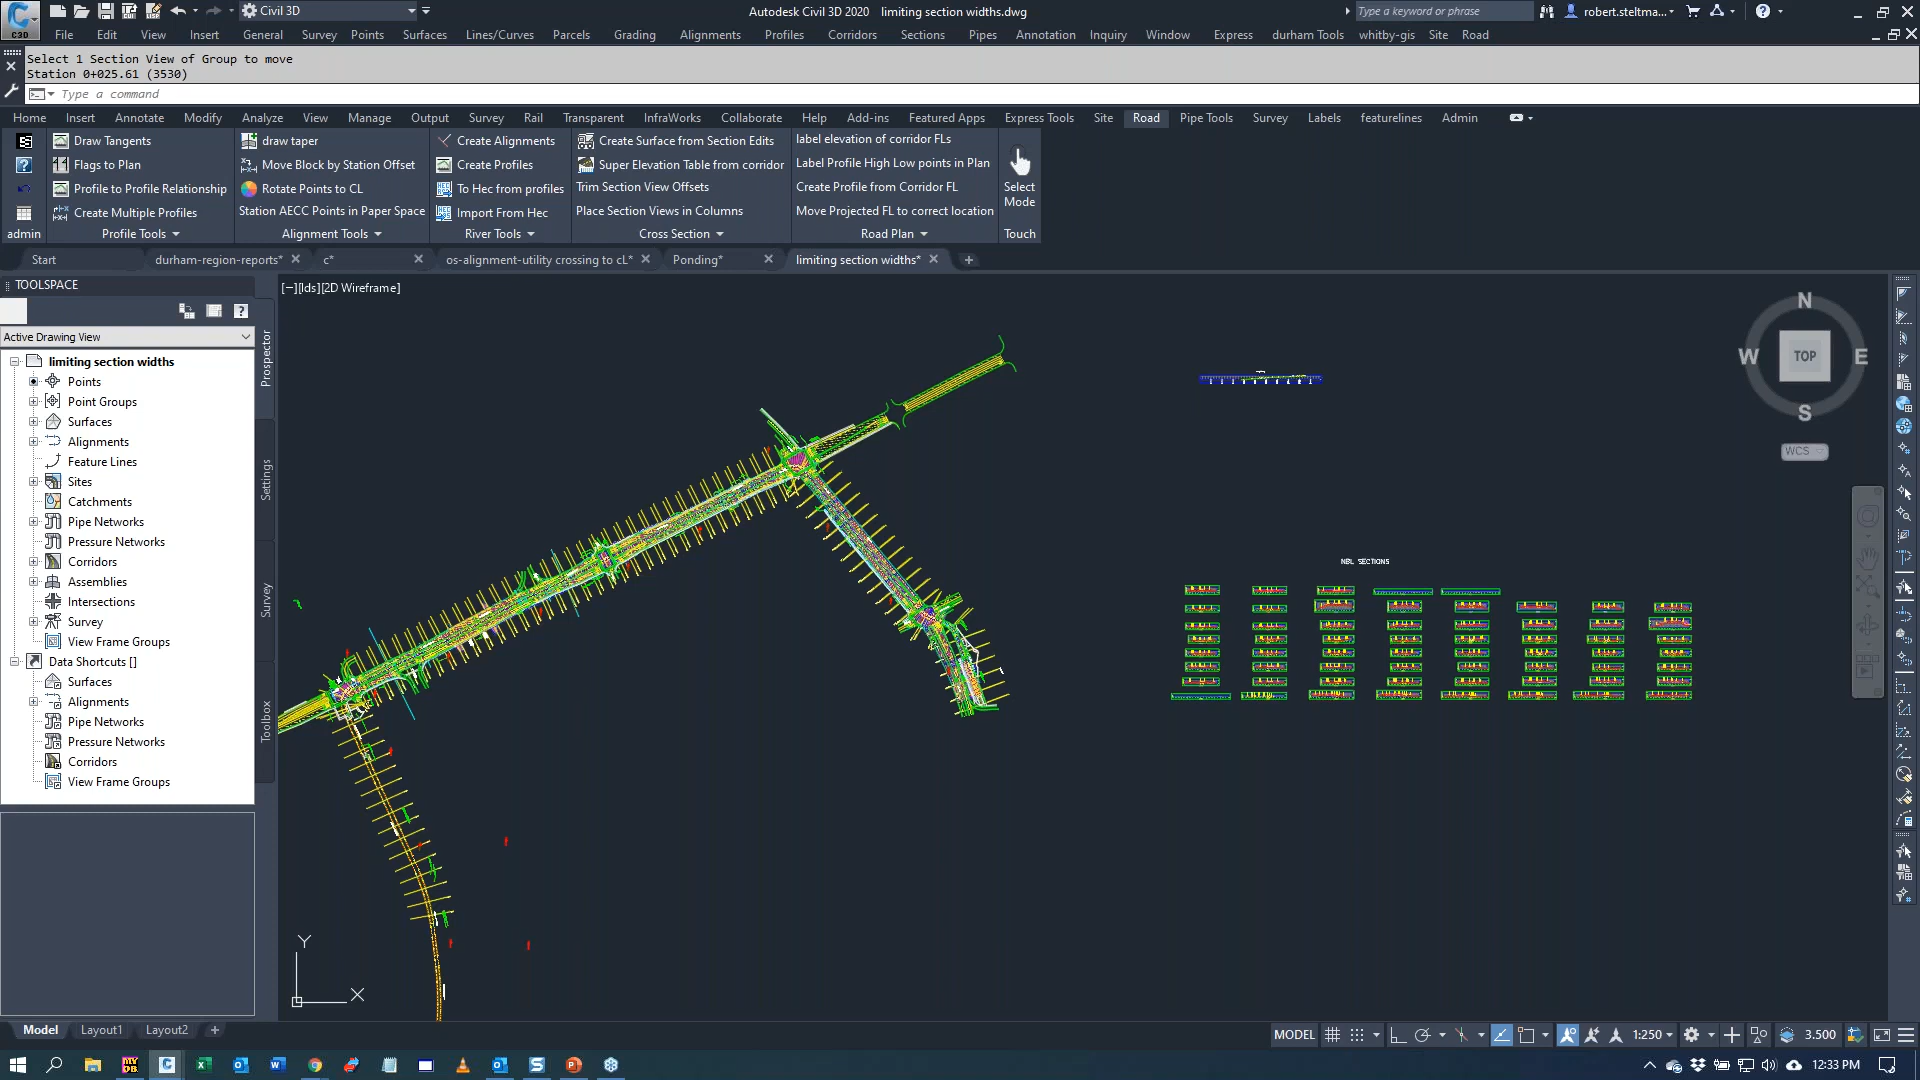 C3D
Civil 3D
Autodesk Civil 3D 2020 limiting section widths.dwg
Type a keyword or phrase
robert.steltma...
File Edit View Insert General Survey Points Surfaces Lines/Curves Parcels Grading Alignments Profiles Corridors Sections Pipes Annotation Inquiry Window Express durham Tools whitby-gis Site Road
Select 1 Section View of Group to move
Station 0+025.61 (3530)
Type a command
Home Insert Annotate Modify Analyze View Manage Output Survey Rail Transparent InfraWorks Collaborate Help Add-ins Featured Apps Express Tools Site Road Pipe Tools Survey Labels featurelines Admin
Draw Tangents
Flags to Plan
Profile to Profile Relationship
Create Multiple Profiles
draw taper
Move Block by Station Offset
Rotate Points to CL
Station AECC Points in Paper Space
Create Alignments
Create Profiles
To Hec from profiles
Import From Hec
Create Surface from Section Edits
Super Elevation Table from corridor
Trim Section View Offsets
Place Section Views in Columns
label elevation of corridor FLs
Label Profile High Low points in Plan
Create Profile from Corridor FL
Move Projected FL to correct location
Select
Mode
admin Profile Tools Alignment Tools River Tools Cross Section Road Plan Touch
Start durham-region-reports* c* os-alignment-utility crossing to cL* Ponding* limiting section widths*
TOOLSPACE
Active Drawing View
limiting section widths
Points
Point Groups
Surfaces
Alignments
Feature Lines
Sites
Catchments
Pipe Networks
Pressure Networks
Corridors
Assemblies
Intersections
Survey
View Frame Groups
Data Shortcuts []
Surfaces
Alignments
Pipe Networks
Pressure Networks
Corridors
View Frame Groups
Prospector
Settings
Survey
Toolbox
[−][lds][2D Wireframe]
N
W TOP E
S
WCS
NBL SECTIONS
Y
X
Model Layout1 Layout2
MODEL 1:250 3.500
12:33 PM